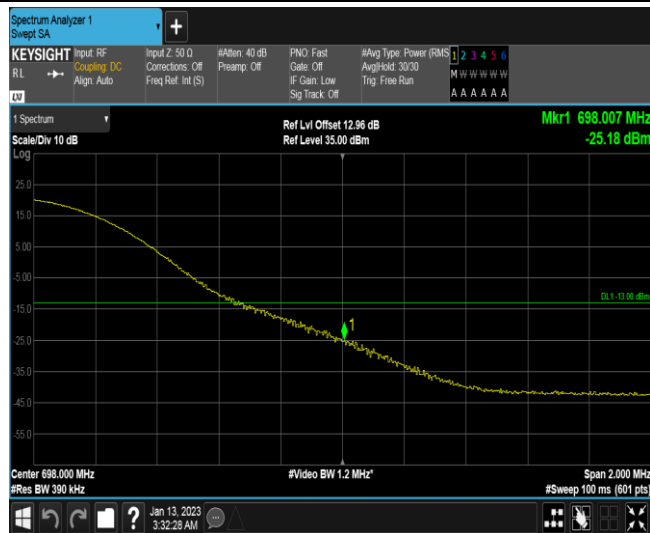 Spectrum Analyzer 1
Swept SA
KEYSIGHT
RL
LXI
Input: RF
Coupling: DC
Align: Auto
Input Z: 50 Ω
Corrections: Off
Freq Ref: Int (S)
#Atten: 40 dB
Preamp: Off
PNO: Fast
Gate: Off
IF Gain: Low
Sig Track: Off
#Avg Type: Power (RMS
Avg|Hold: 30/30
Trig: Free Run
1 2 3 4 5 6
M W W W W W
A A A A A A
1 Spectrum
Scale/Div 10 dB
Log
Ref Lvl Offset 12.96 dB
Ref Level 35.00 dBm
Mkr1 698.007 MHz
-25.18 dBm
25.0
15.0
5.00
-5.00
DL1 -13.00 dBm
-15.0
1
-25.0
-35.0
-45.0
-55.0
Center 698.000 MHz
#Video BW 1.2 MHz*
Span 2.000 MHz
#Res BW 390 kHz
#Sweep 100 ms (601 pts)
?
Jan 13, 2023
3:32:28 AM